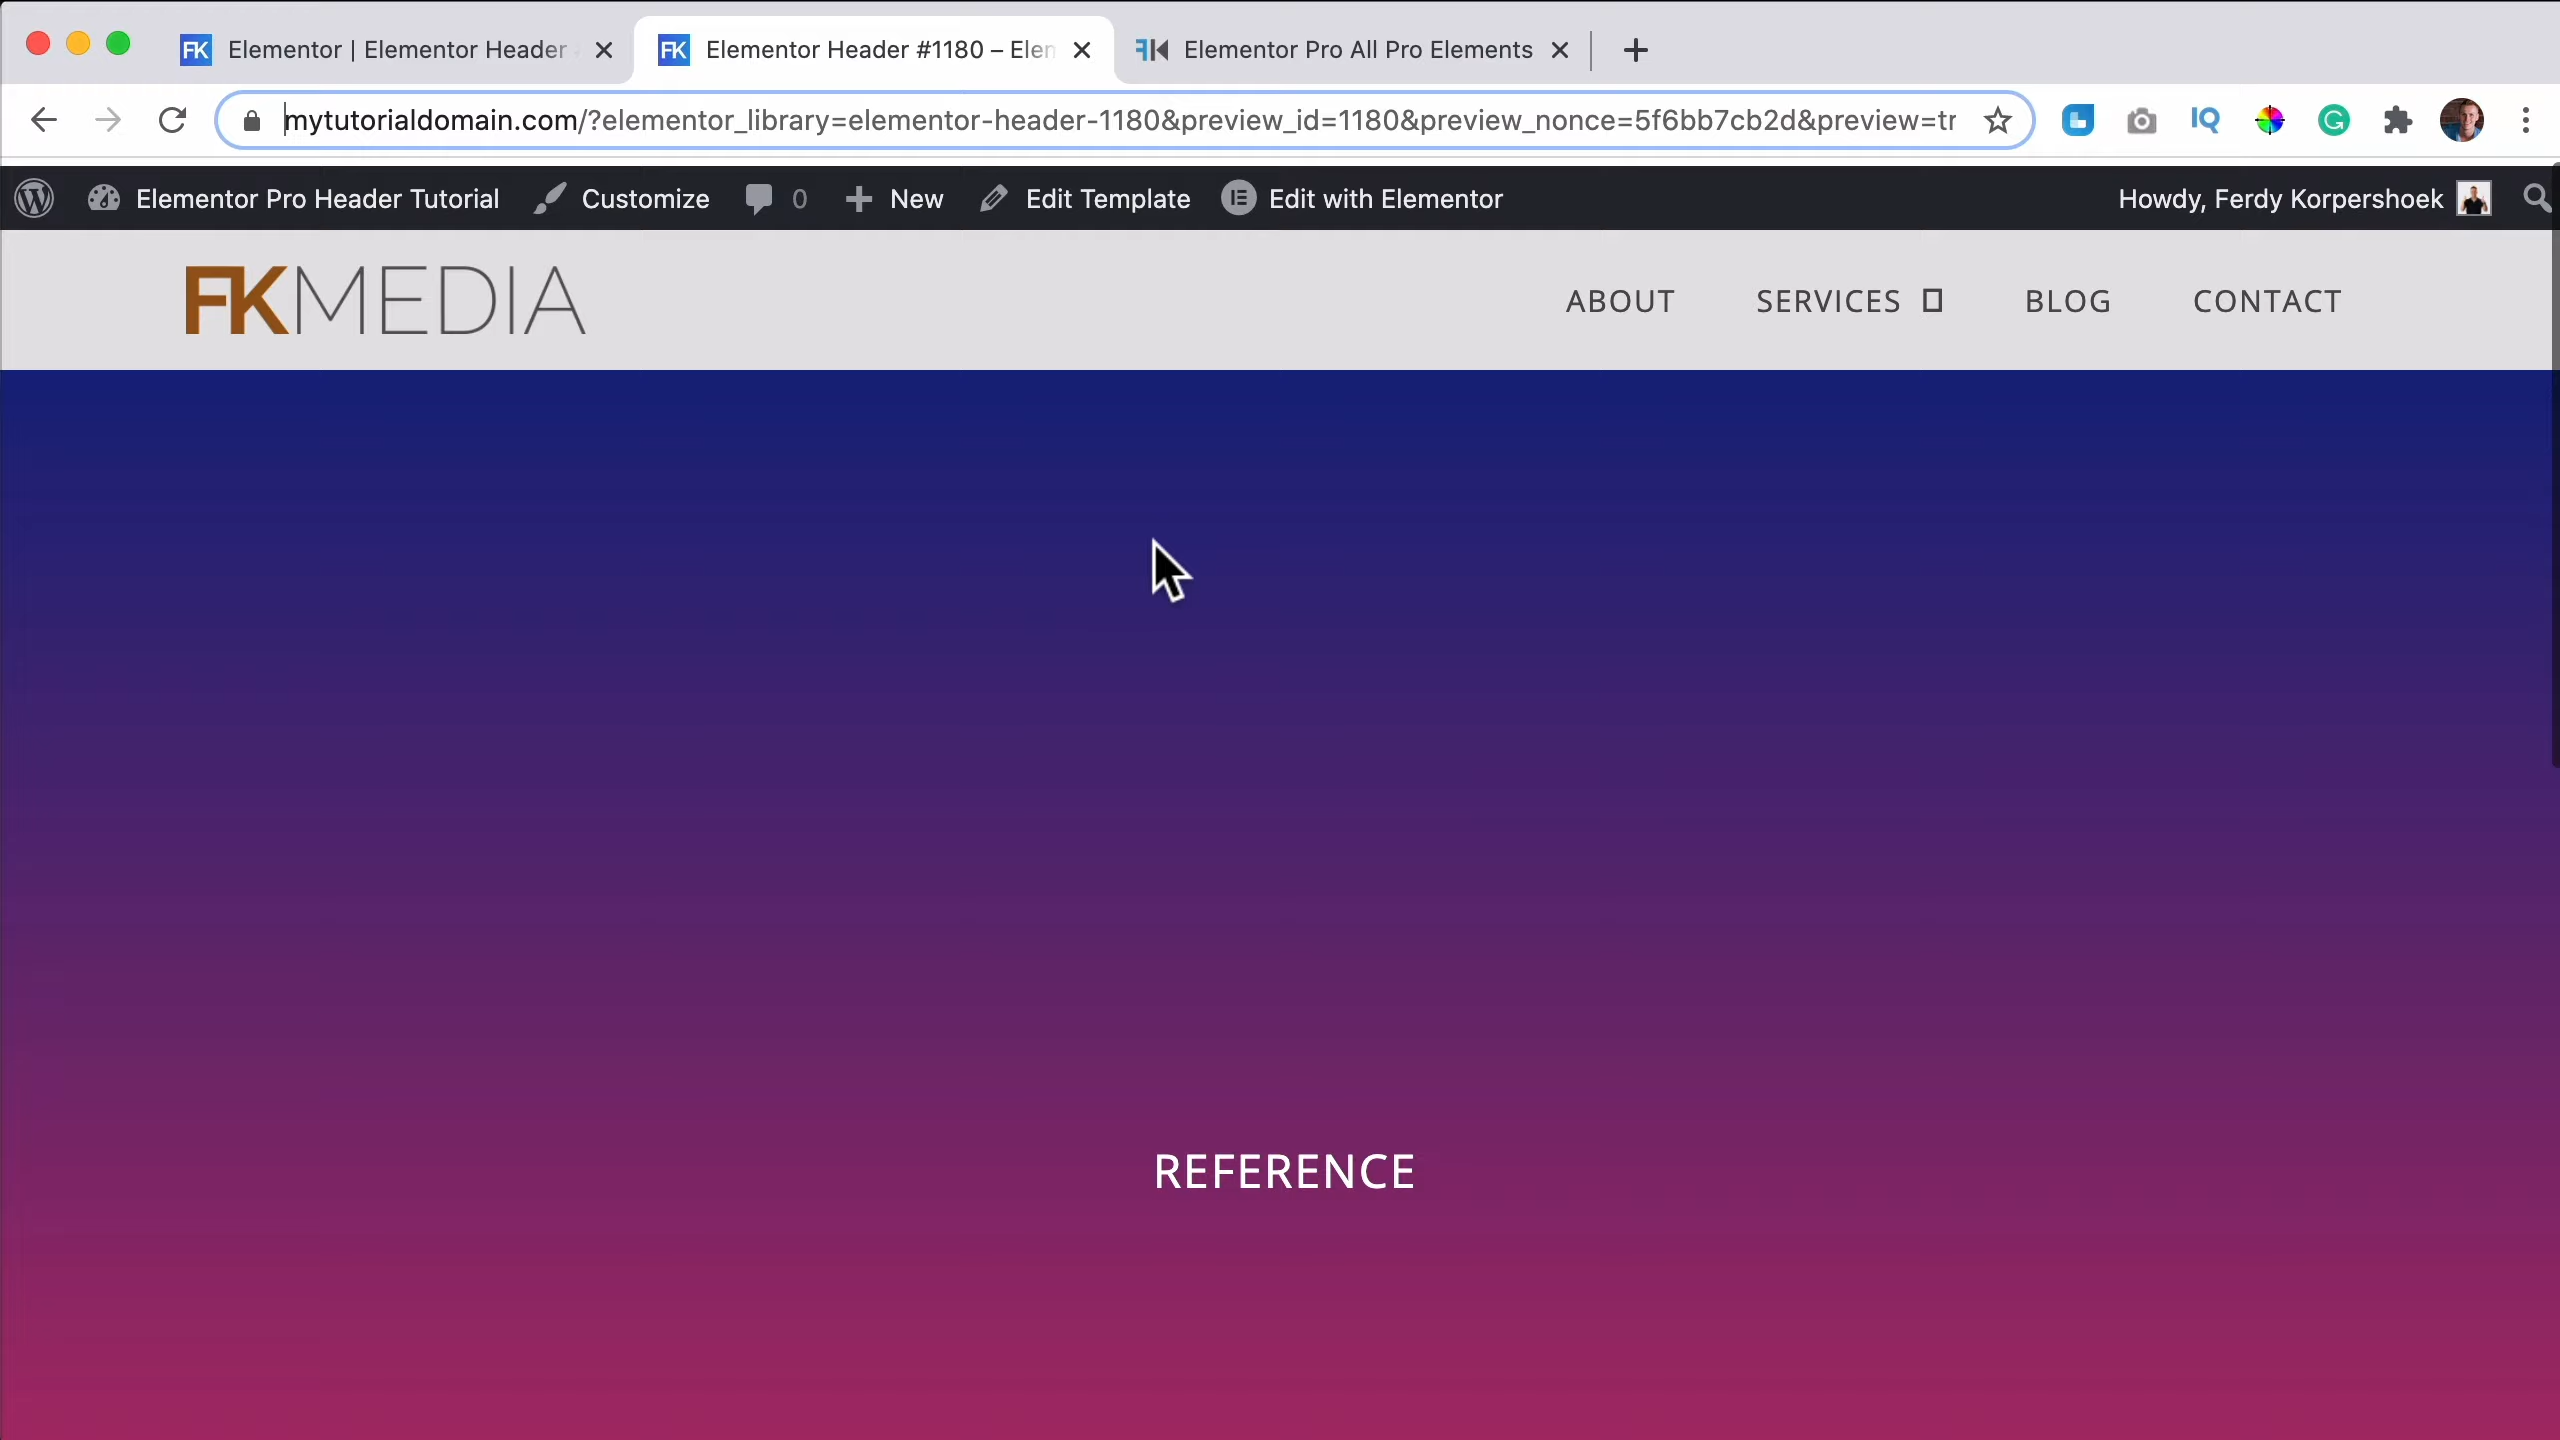 Elementor | Elementor Header
Elementor Header #1180 – Elem
Elementor Pro All Pro Elements
mytutorialdomain.com/?elementor_library=elementor-header-1180&preview_id=1180&preview_nonce=5f6bb7cb2d&preview=tr
Elementor Pro Header Tutorial Customize 0 New Edit Template Edit with Elementor Howdy, Ferdy Korpershoek
FKMEDIA ABOUT SERVICES BLOG CONTACT
REFERENCE